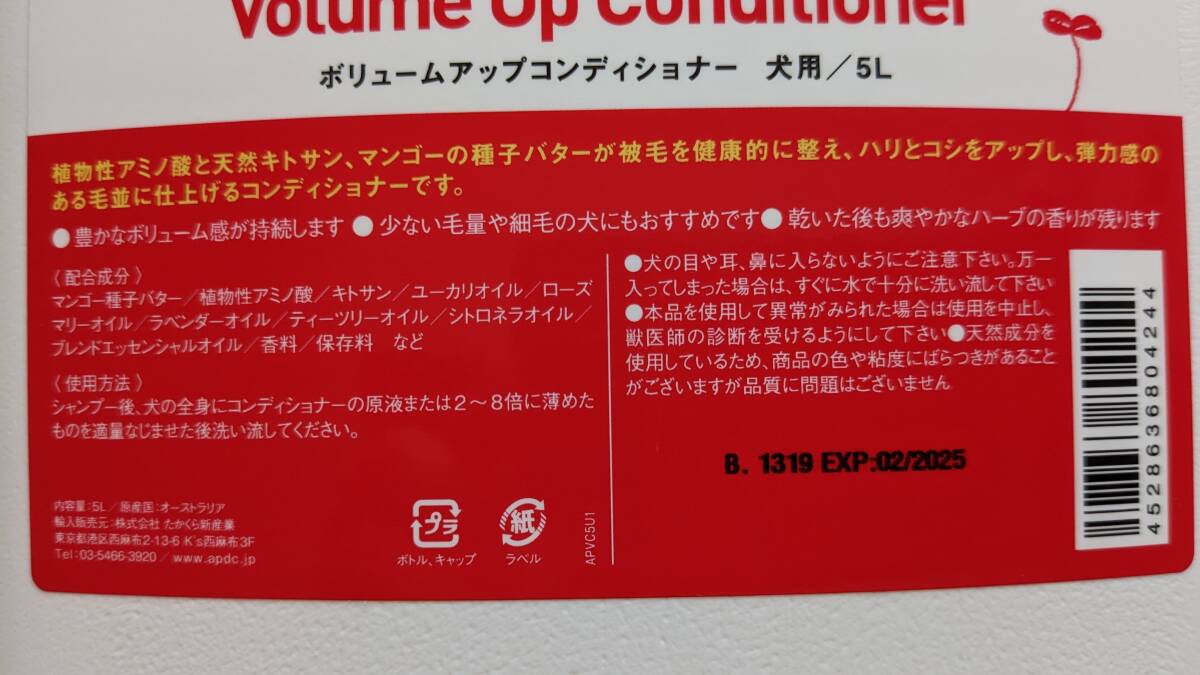 Volume Up Conditioner
ボリュームアップコンディショナー 犬用／5L
植物性アミノ酸と天然キトサン、マンゴーの種子バターが被毛を健康的に整え、ハリとコシをアップし、弾力感の
ある毛並に仕上げるコンディショナーです。
●豊かなボリューム感が持続します ●少ない毛量や細毛の犬にもおすすめです● 乾いた後も爽やかなハーブの香りが残ります
〈配合成分〉
マンゴー種子バター／植物性アミノ酸／キトサン／ユーカリオイル／ローズ
マリーオイル／ラベンダーオイル／ティーツリーオイル／シトロネラオイル／
ブレンドエッセンシャルオイル／香料／保存料 など
〈使用方法〉
シャンプー後、犬の全身にコンディショナーの原液または2〜8倍に薄めた
ものを適量なじませた後洗い流してください。
●犬の目や耳、鼻に入らないようにご注意下さい。万一
入ってしまった場合は、すぐに水で十分に洗い流して下さい
●本品を使用して異常がみられた場合は使用を中止し、
獣医師の診断を受けるようにして下さい●天然成分を
使用しているため、商品の色や粘度にばらつきがあること
がございますが品質に問題はございません
B. 1319 EXP:02/2025
内容量：5L／原産国：オーストラリア
輸入販売元：株式会社 たかくら新産業
東京都港区西麻布2-13-6 K's西麻布3F
Tel：03-5466-3920／www.apdc.jp
プラ
ボトル、キャップ
紙
ラベル
APVC5U1
4528636804244